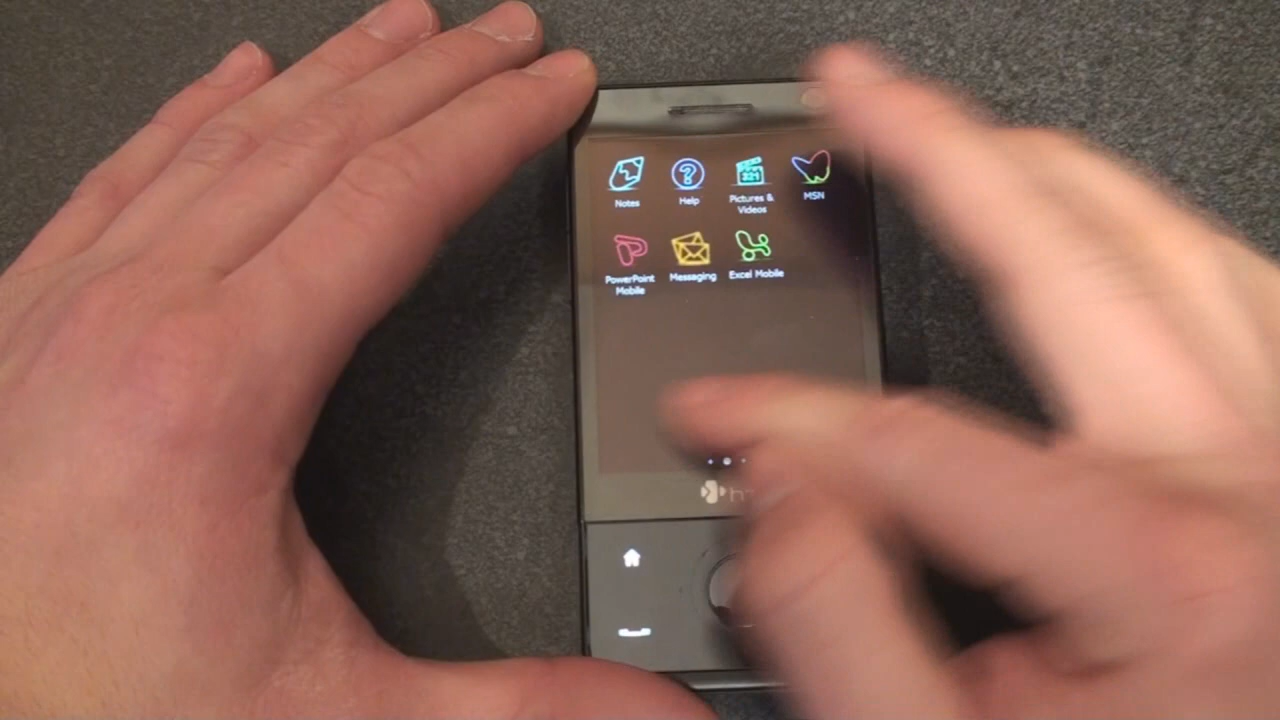 Notes
Help
Pictures &
Videos
MSN
PowerPoint
Mobile
Messaging
Excel Mobile